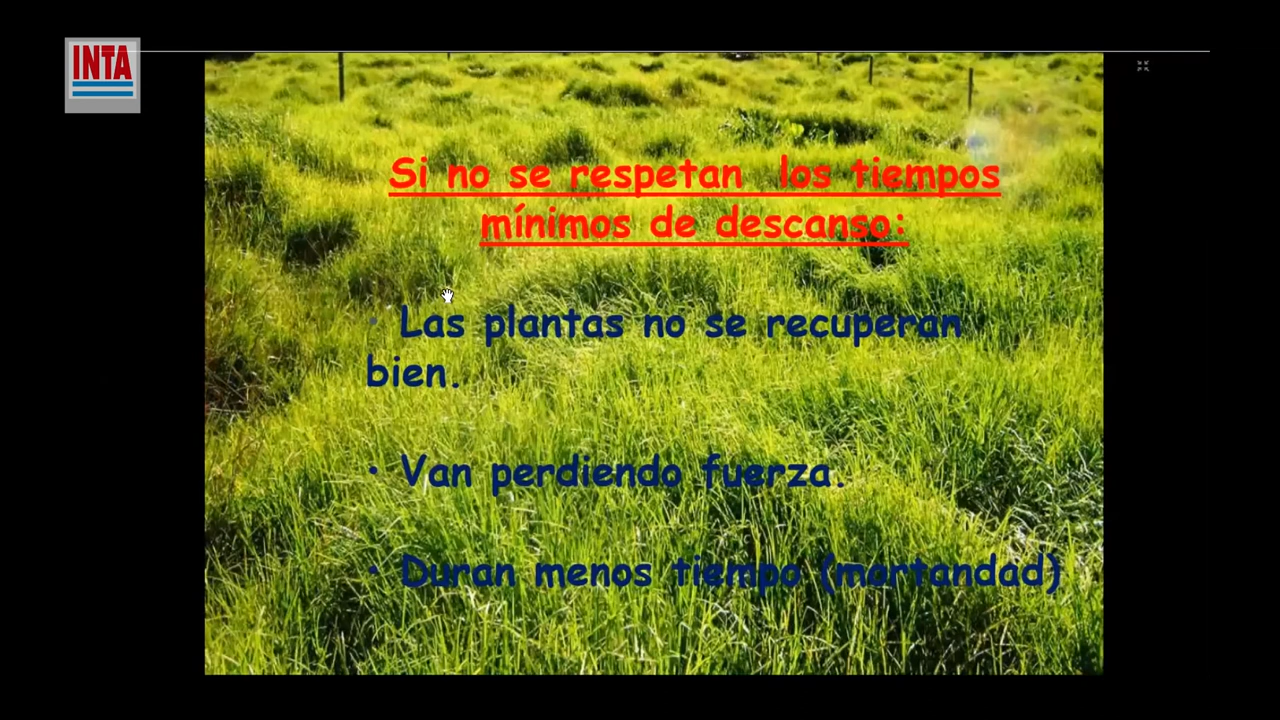 INTA
Si no se respetan  los tiempos
mínimos de descanso:
• Las plantas no se recuperan
bien.
• Van perdiendo fuerza.
• Duran menos tiempo (mortandad)